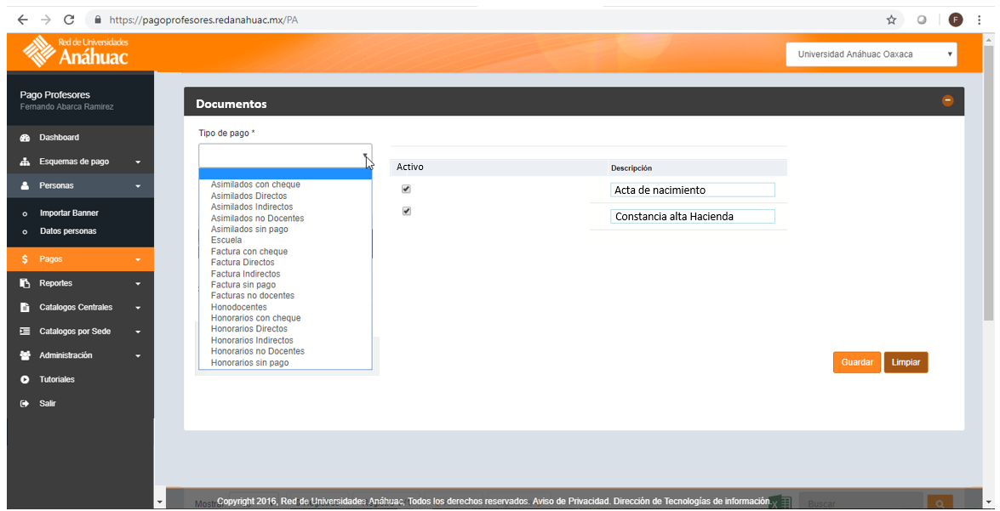 https://pagoprofesores.redanahuac.mx/PA
F
Red de Universidades
Anáhuac
Universidad Anáhuac Oaxaca
Pago Profesores
Fernando Abarca Ramirez
Dashboard
Esquemas de pago
Personas
Importar Banner
Datos personas
Pagos
Reportes
Catalogos Centrales
Catalogos por Sede
Administración
Tutoriales
Salir
Documentos
Tipo de pago *
Asimilados con cheque
Asimilados Directos
Asimilados Indirectos
Asimilados no Docentes
Asimilados sin pago
Escuela
Factura con cheque
Factura Directos
Factura Indirectos
Factura sin pago
Facturas no docentes
Honodocentes
Honorarios con cheque
Honorarios Directos
Honorarios Indirectos
Honorarios no Docentes
Honorarios sin pago
Activo Descripción
Acta de nacimiento
Constancia alta Hacienda
Guardar Limpiar
Copyright 2016, Red de Universidades Anáhuac, Todos los derechos reservados. Aviso de Privacidad. Dirección de Tecnologías de información.
Buscar